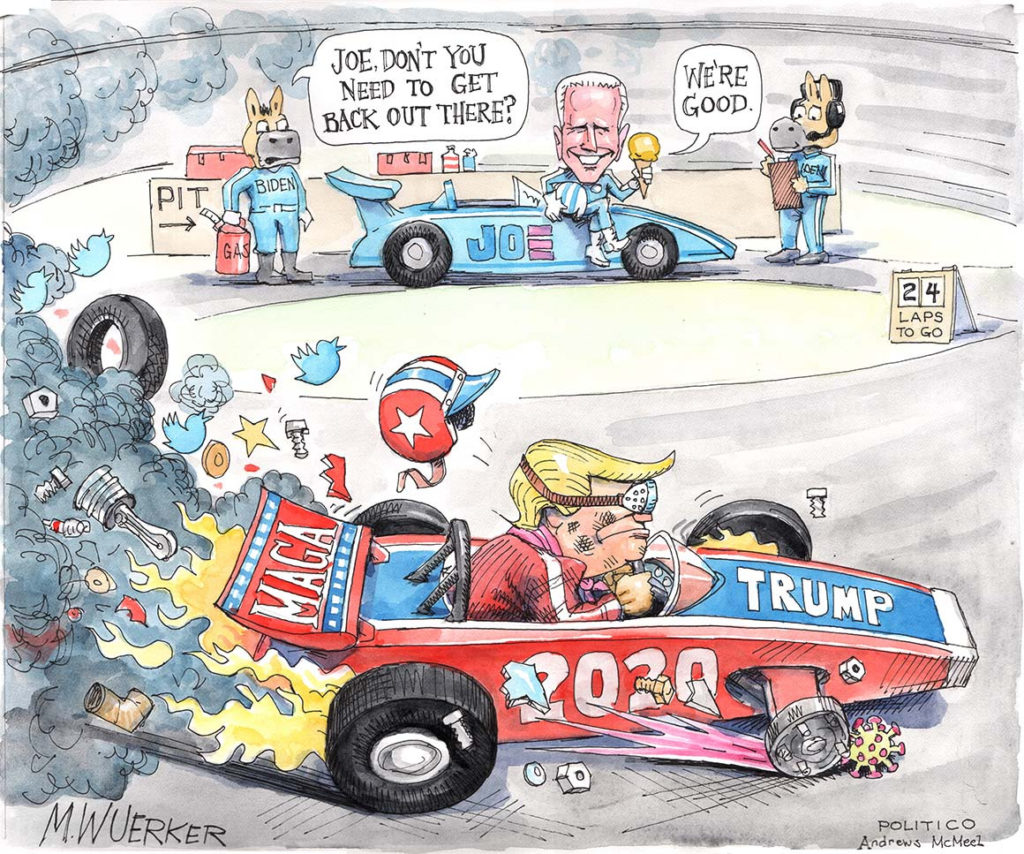 JOE, DON'T YOU
NEED TO GET
BACK OUT THERE?
WE'RE
GOOD.
PIT
BIDEN
GAS
JOE
24
LAPS
TO GO
MAGA
TRUMP
2020
M.WUERKER
POLITICO
Andrews McMeel